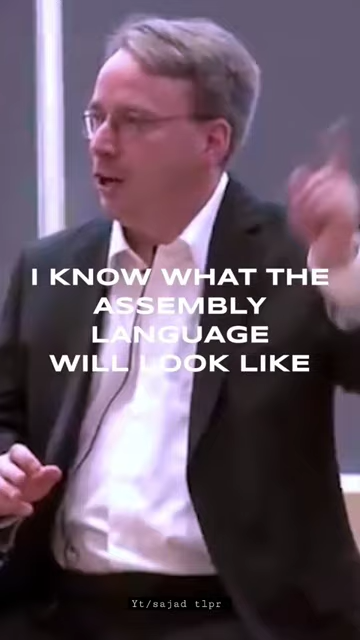 I KNOW WHAT THE
ASSEMBLY
LANGUAGE
WILL LOOK LIKE
Yt/sajad tlpr